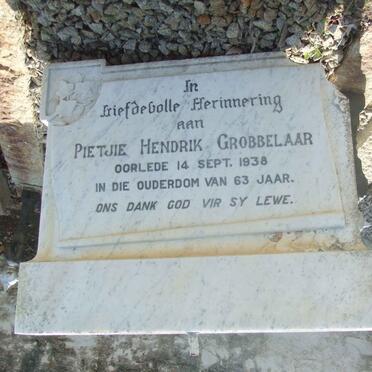 In
Liefdevolle Herinnering
aan
PIETJIE HENDRIK GROBBELAAR
OORLEDE 14 SEPT. 1938
IN DIE OUDERDOM VAN 63 JAAR.
ONS DANK GOD VIR SY LEWE.